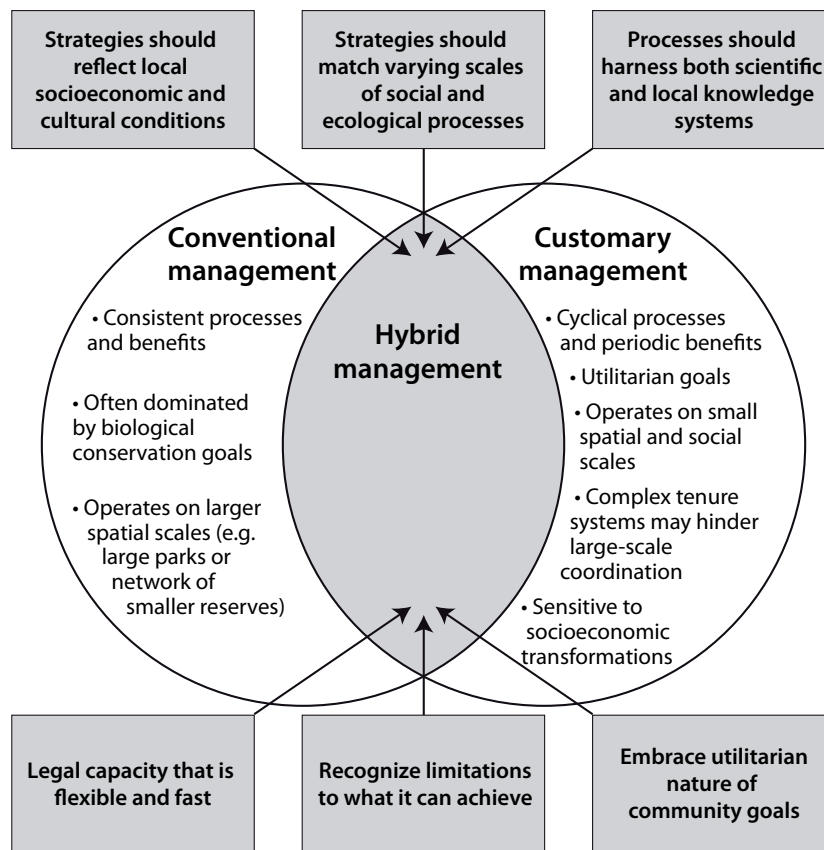 Strategies should
reflect local
socioeconomic and
cultural conditions
Strategies should
match varying scales
of social and
ecological processes
Processes should
harness both scientific
and local knowledge
systems
Conventional
management
• Consistent processes
and benefits
• Often dominated
by biological
conservation goals
• Operates on larger
spatial scales (e.g.
large parks or
network of
smaller reserves)
Hybrid
management
Customary
management
• Cyclical processes
and periodic benefits
• Utilitarian goals
• Operates on small
spatial and social
scales
• Complex tenure
systems may hinder
large-scale
coordination
• Sensitive to
socioeconomic
transformations
Legal capacity that is
flexible and fast
Recognize limitations
to what it can achieve
Embrace utilitarian
nature of
community goals